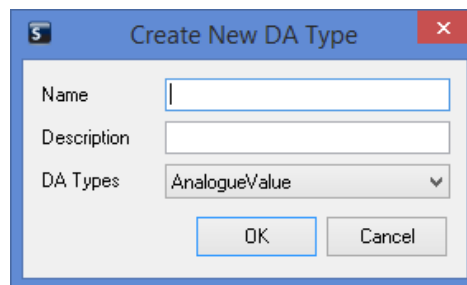 S
Create New DA Type
Name
Description
DA Types AnalogueValue
OK Cancel